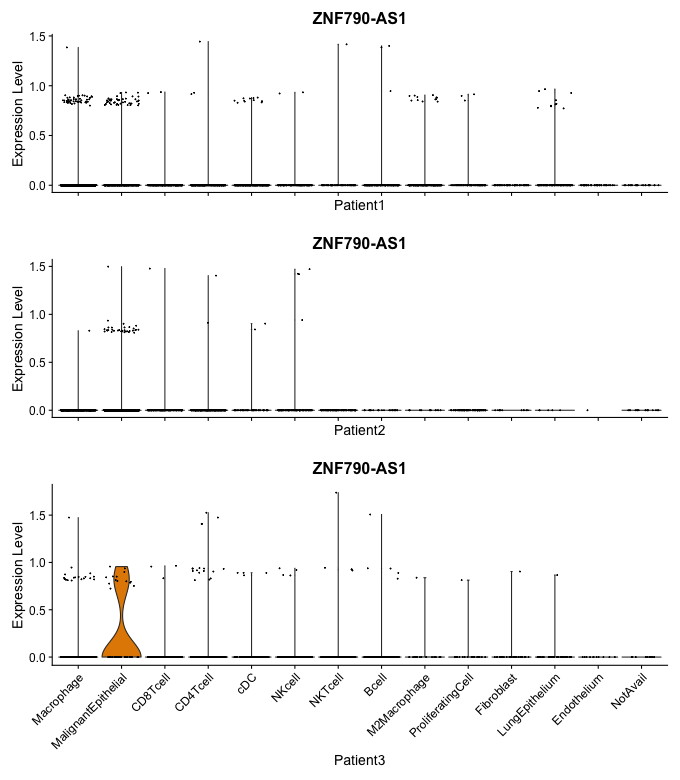 ZNF790-AS1
Expression Level
1.5
1.0
0.5
0.0
Patient1
ZNF790-AS1
Expression Level
1.5
1.0
0.5
0.0
Patient2
ZNF790-AS1
Expression Level
1.5
1.0
0.5
0.0
Macrophage
MalignantEpithelial
CD8Tcell
CD4Tcell
cDC
NKcell
NKTcell
Bcell
M2Macrophage
ProliferatingCell
Fibroblast
LungEpithelium
Endothelium
NotAvail
Patient3